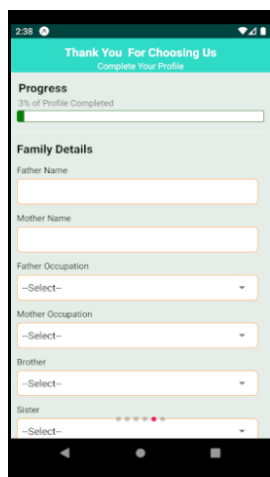 2:38
Thank You For Choosing Us
Complete Your Profile
Progress
3% of Profile Completed
Family Details
Father Name
Mother Name
Father Occupation
--Select--
Mother Occupation
--Select--
Brother
--Select--
Sister
--Select--